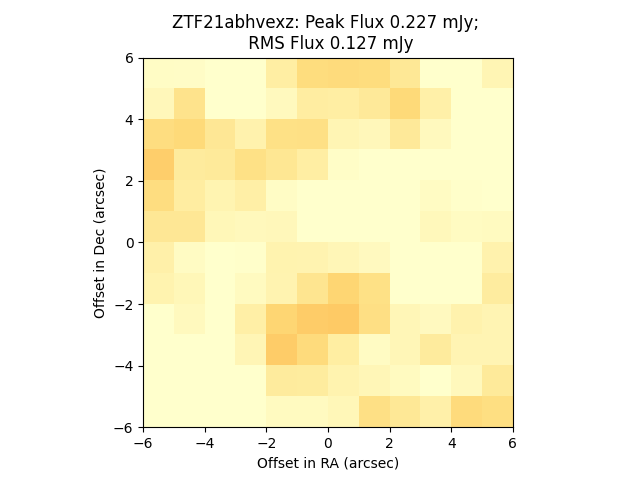 ZTF21abhvexz: Peak Flux 0.227 mJy;
RMS Flux 0.127 mJy
6
4
2
0
−2
−4
−6
Offset in Dec (arcsec)
−6 −4 −2 0 2 4 6
Offset in RA (arcsec)